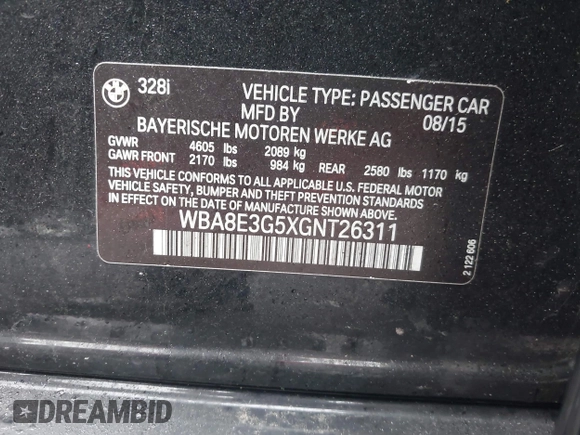 328i
VEHICLE TYPE: PASSENGER CAR
MFD BY 08/15
BAYERISCHE MOTOREN WERKE AG
GVWR 4605 lbs 2089 kg
GAWR FRONT 2170 lbs 984 kg REAR 2580 lbs 1170 kg
THIS VEHICLE CONFORMS TO ALL APPLICABLE U.S. FEDERAL MOTOR
VEHICLE SAFETY, BUMPER AND THEFT PREVENTION STANDARDS IN
EFFECT ON THE DATE OF MANUFACTURE SHOWN ABOVE.
WBA8E3G5XGNT26311
2 122 606
DREAMBID